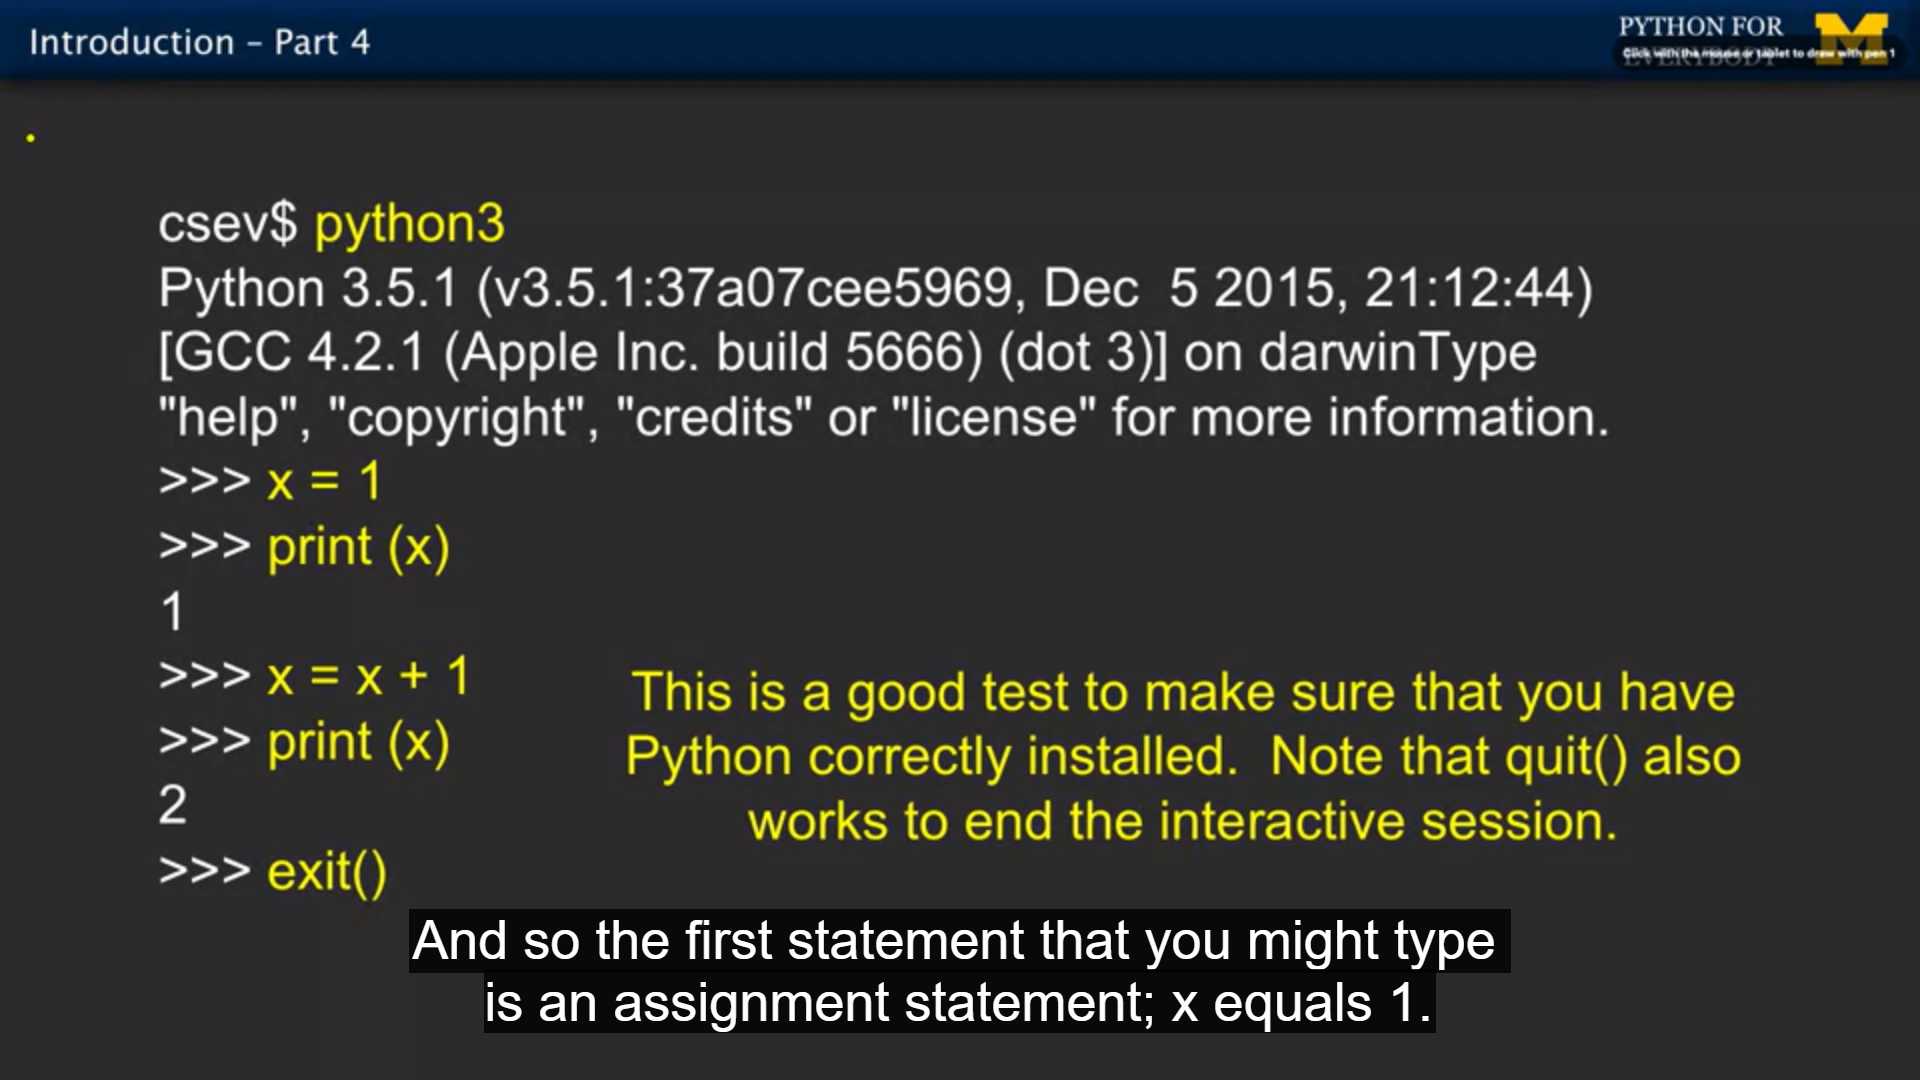 Introduction – Part 4
PYTHON FOR
EVERYBODY
Click with the mouse or tablet to draw with pen 1
csev$ python3
Python 3.5.1 (v3.5.1:37a07cee5969, Dec  5 2015, 21:12:44)
[GCC 4.2.1 (Apple Inc. build 5666) (dot 3)] on darwinType
"help", "copyright", "credits" or "license" for more information.
>>> x = 1
>>> print (x)
1
>>> x = x + 1
>>> print (x)
2
>>> exit()
This is a good test to make sure that you have
Python correctly installed.  Note that quit() also
works to end the interactive session.
And so the first statement that you might type
is an assignment statement; x equals 1.